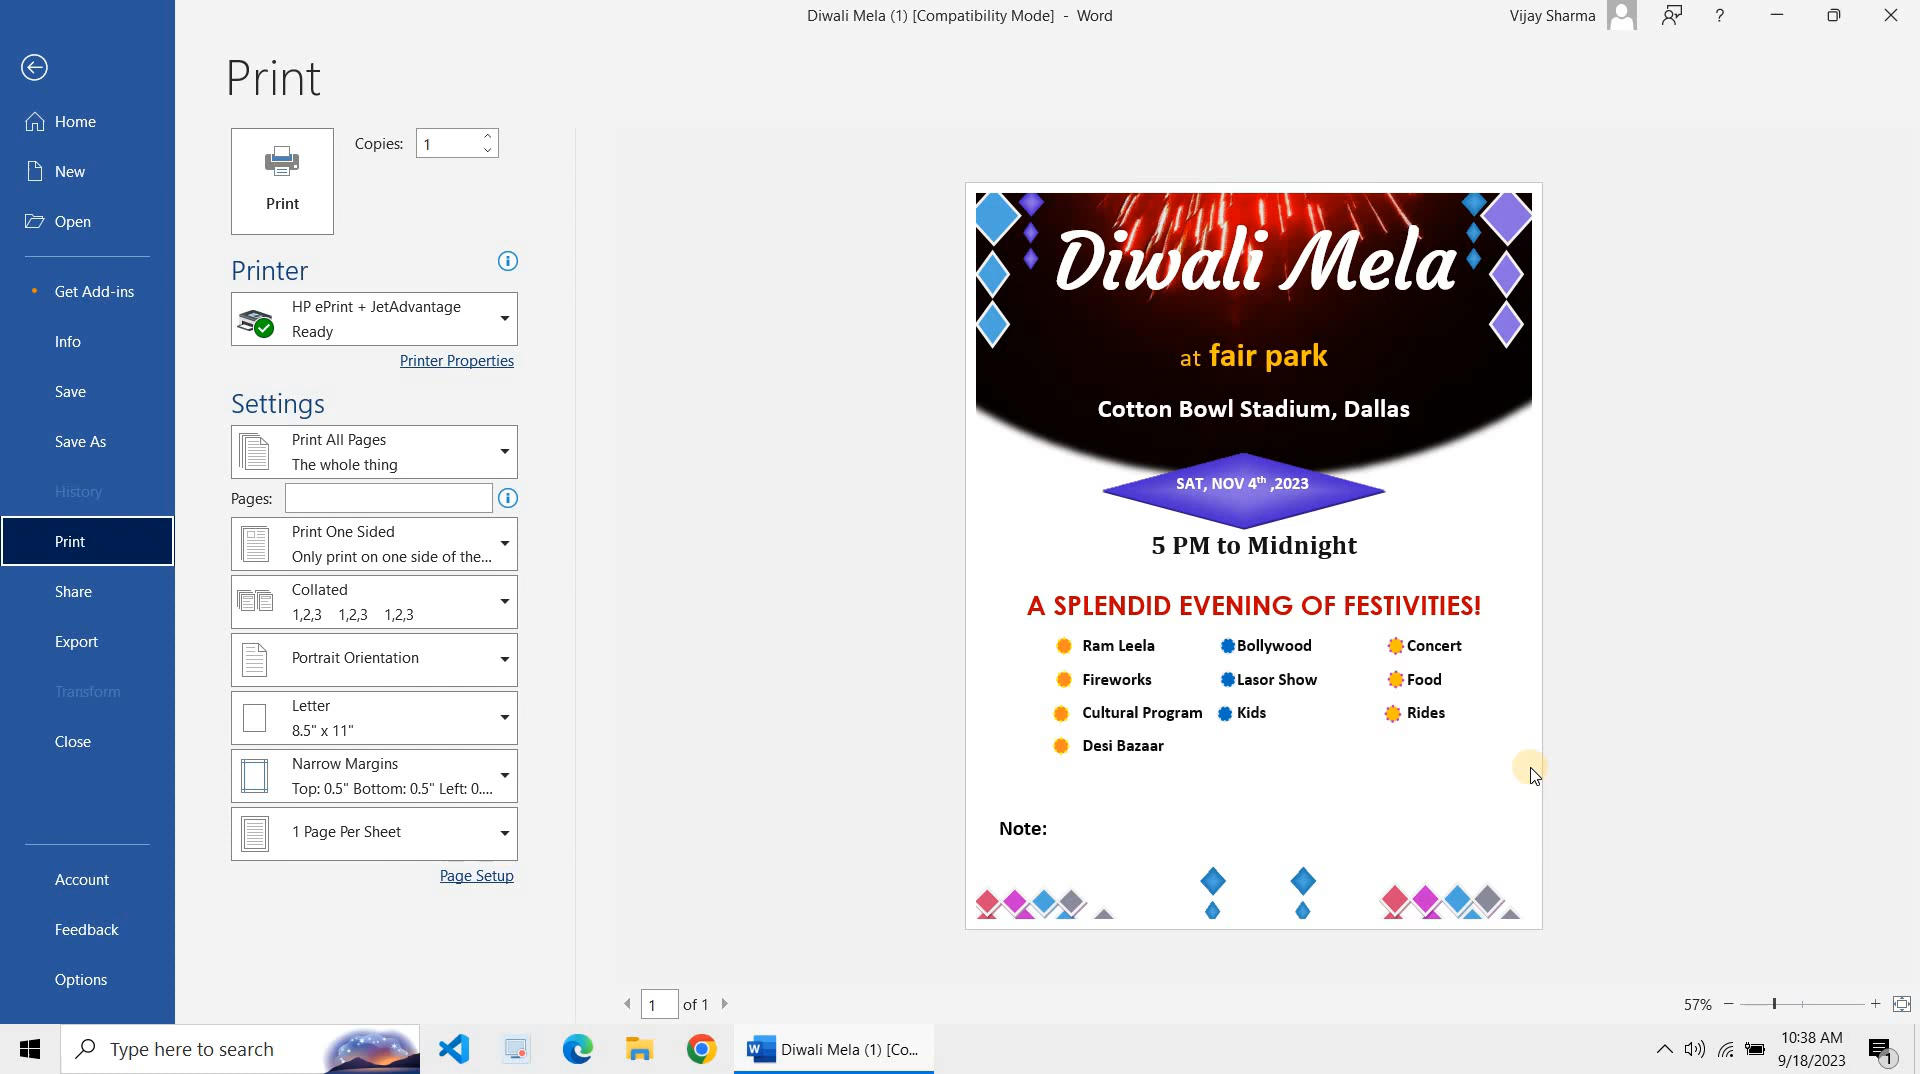 Diwali Mela (1) [Compatibility Mode] - Word
Vijay Sharma
?
Print
Home
New
Open
Get Add-ins
Info
Save
Save As
History
Print
Share
Export
Transform
Close
Account
Feedback
Options
Print
Copies: 1
Printer
HP ePrint + JetAdvantage
Ready
Printer Properties
Settings
Print All Pages
The whole thing
Pages:
Print One Sided
Only print on one side of the...
Collated
1,2,3 1,2,3 1,2,3
Portrait Orientation
Letter
8.5" x 11"
Narrow Margins
Top: 0.5" Bottom: 0.5" Left: 0....
1 Page Per Sheet
Page Setup
Diwali Mela
at fair park
Cotton Bowl Stadium, Dallas
SAT, NOV 4th ,2023
5 PM to Midnight
A SPLENDID EVENING OF FESTIVITIES!
Ram Leela Bollywood Concert
Fireworks Lasor Show Food
Cultural Program Kids Rides
Desi Bazaar
Note:
1 of 1
57%
Type here to search
W Diwali Mela (1) [Co...
10:38 AM
9/18/2023
1